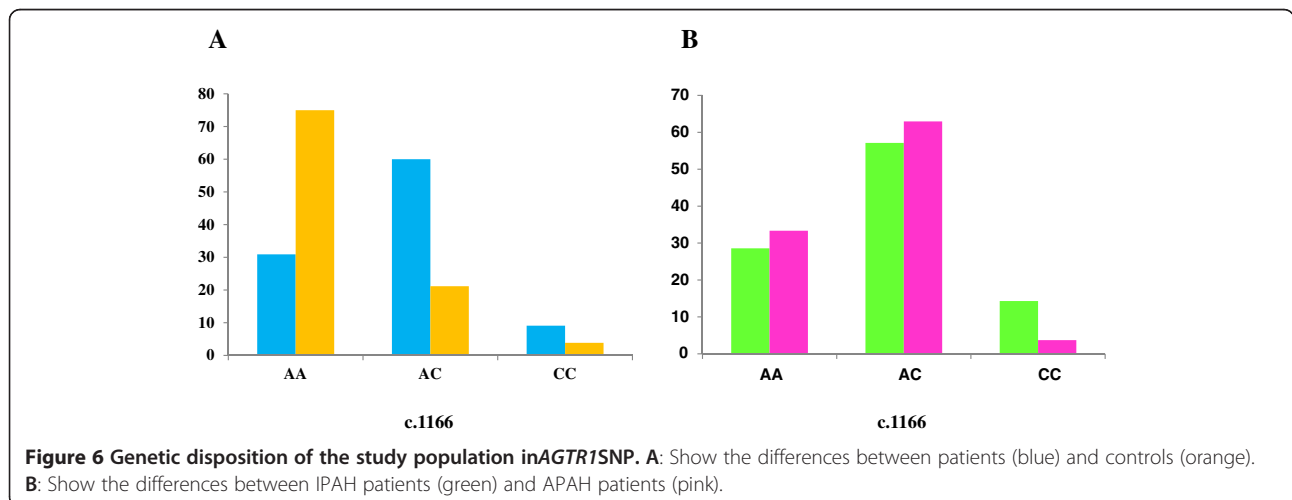 A
80
70
60
50
40
30
20
10
0
AA AC CC
c.1166
B
70
60
50
40
30
20
10
0
AA AC CC
c.1166
Figure 6 Genetic disposition of the study population inAGTR1SNP. A: Show the differences between patients (blue) and controls (orange).
B: Show the differences between IPAH patients (green) and APAH patients (pink).